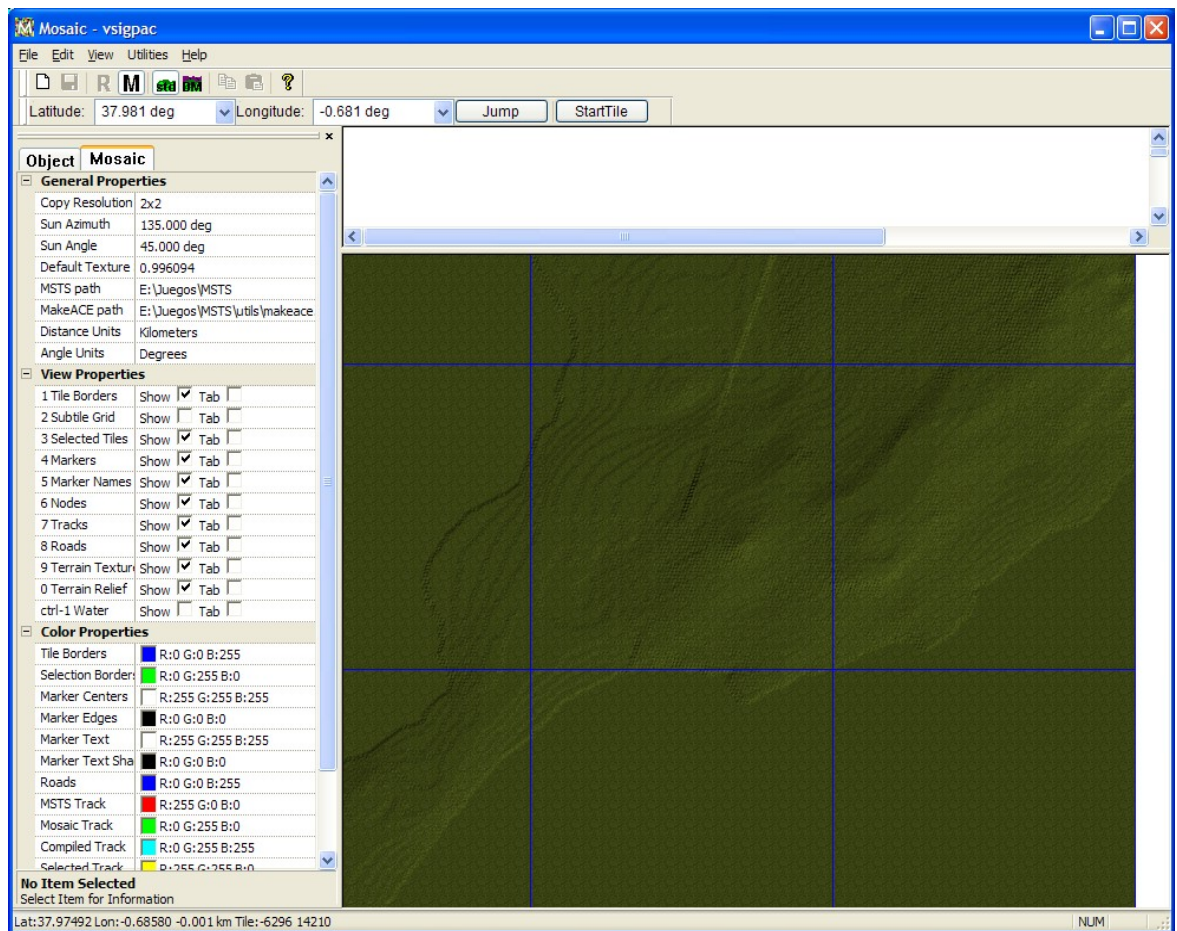 Mosaic - vsigpac
File Edit View Utilities Help
R M std DM ?
Latitude: 37.981 deg Longitude: -0.681 deg Jump StartTile
Object Mosaic
General Properties
Copy Resolution 2x2
Sun Azimuth 135.000 deg
Sun Angle 45.000 deg
Default Texture 0.996094
MSTS path E:\Juegos\MSTS
MakeACE path E:\Juegos\MSTS\utils\makeace
Distance Units Kilometers
Angle Units Degrees
View Properties
1 Tile Borders Show Tab
2 Subtile Grid Show Tab
3 Selected Tiles Show Tab
4 Markers Show Tab
5 Marker Names Show Tab
6 Nodes Show Tab
7 Tracks Show Tab
8 Roads Show Tab
9 Terrain Textur Show Tab
0 Terrain Relief Show Tab
ctrl-1 Water Show Tab
Color Properties
Tile Borders R:0 G:0 B:255
Selection Border R:0 G:255 B:0
Marker Centers R:255 G:255 B:255
Marker Edges R:0 G:0 B:0
Marker Text R:255 G:255 B:255
Marker Text Sha R:0 G:0 B:0
Roads R:0 G:0 B:255
MSTS Track R:255 G:0 B:0
Mosaic Track R:0 G:255 B:0
Compiled Track R:0 G:255 B:255
Selected Track R:255 G:255 B:0
No Item Selected
Select Item for Information
Lat:37.97492 Lon:-0.68580 -0.001 km Tile:-6296 14210 NUM